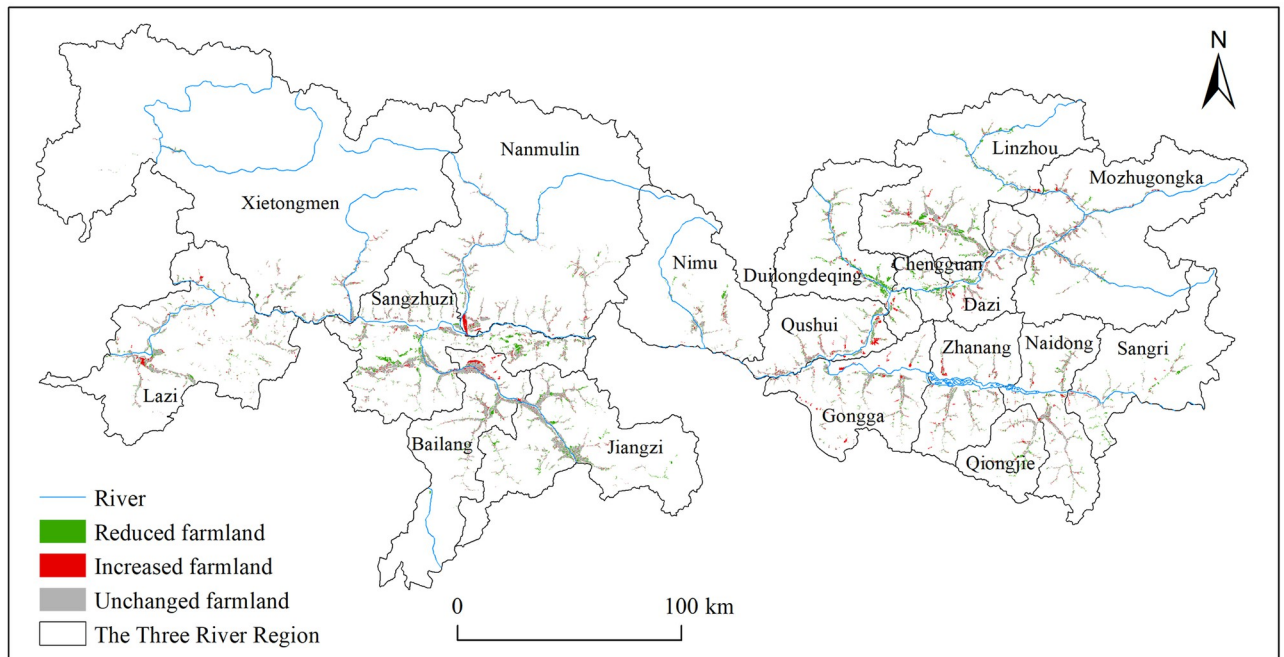 N
Linzhou
Nanmulin
Mozhugongka
Xietongmen
Nimu
Duilongdeqing
Chengguan
Sangzhuzi
Dazi
Qushui
Zhanang
Naidong
Sangri
Lazi
Gongga
Bailang
Jiangzi
Qiongjie
River
Reduced farmland
Increased farmland
Unchanged farmland
The Three River Region
0
100 km